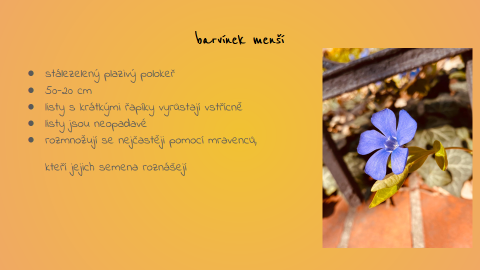 barvínek menší
stálezelený plazivý polokeř
50-20 cm
listy s krátkými řapíky vyrůstají vstřícně
listy jsou neopadavé
rozmnožují se nejčastěji pomocí mravenců,
kteří jejich semena roznášejí